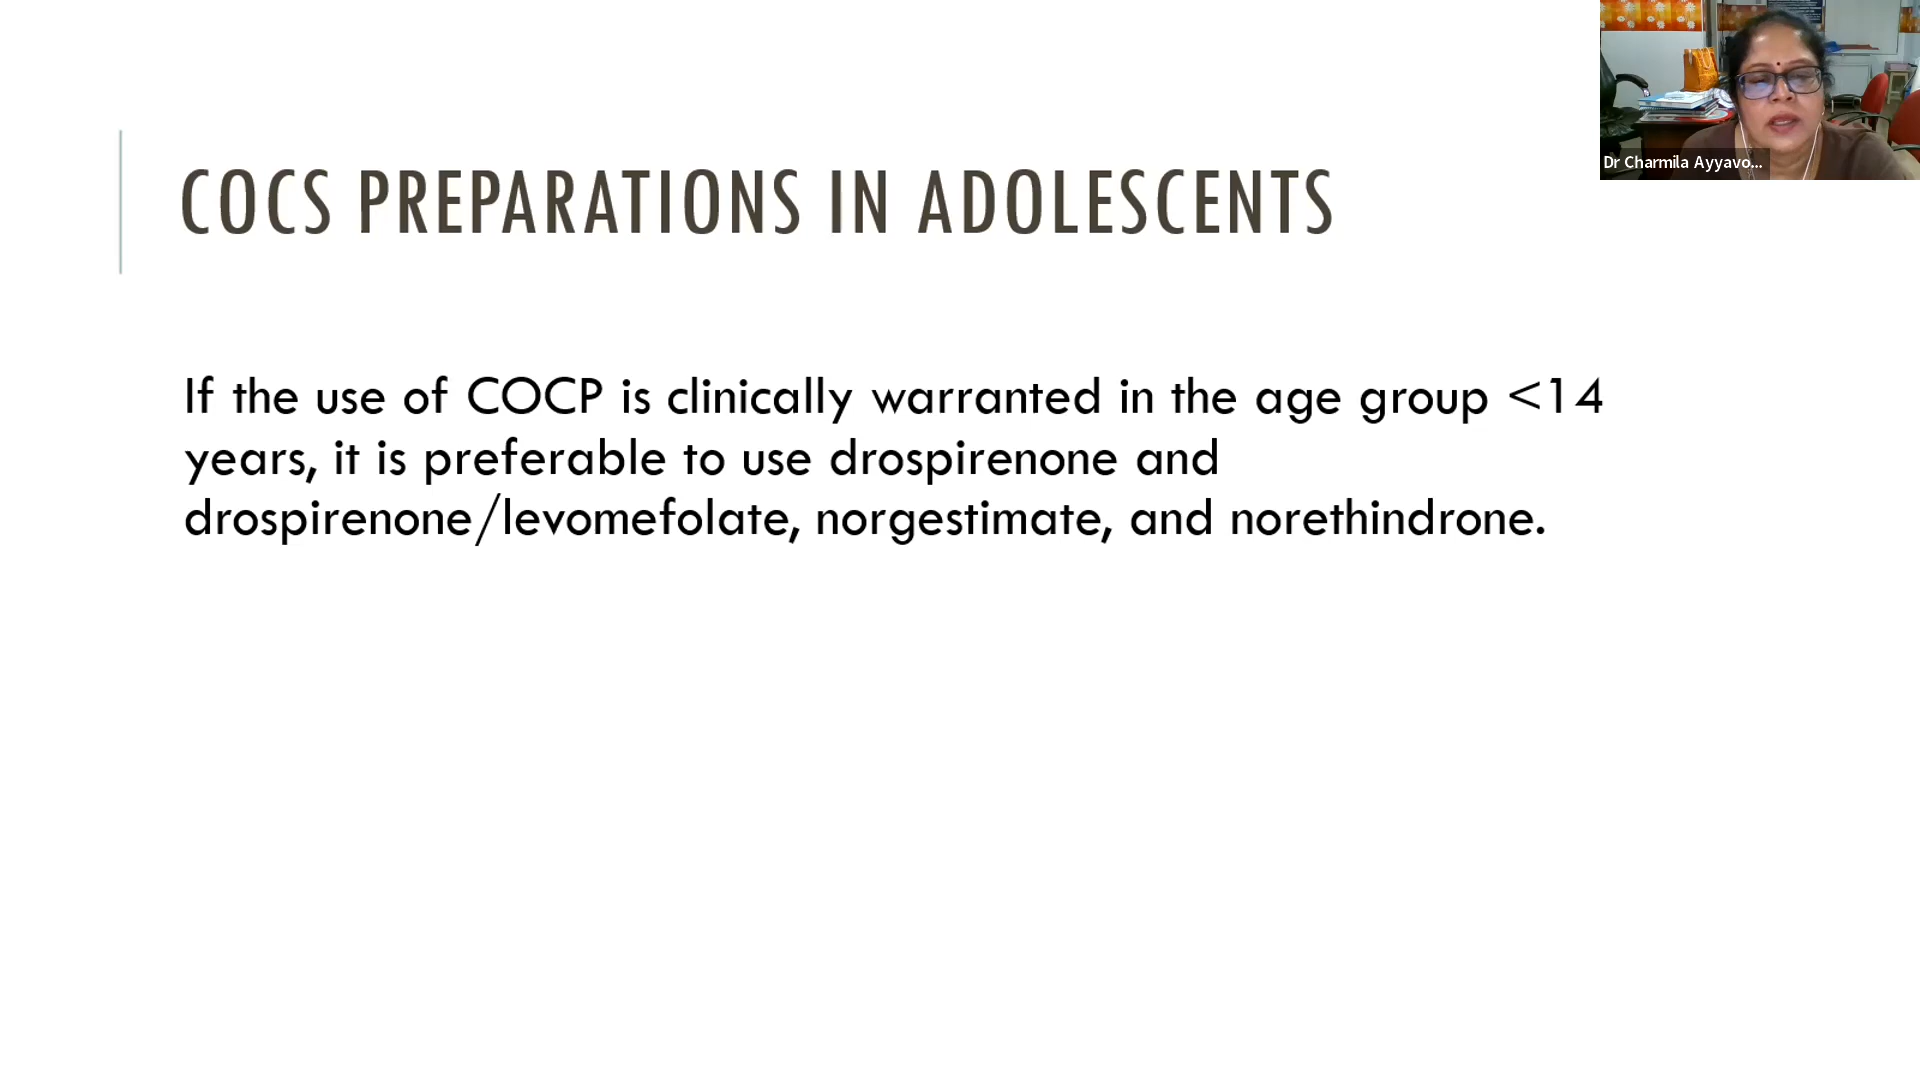 COCS PREPARATIONS IN ADOLESCENTS
If the use of COCP is clinically warranted in the age group <14
years, it is preferable to use drospirenone and
drospirenone/levomefolate, norgestimate, and norethindrone.
Dr Charmila Ayyavo...